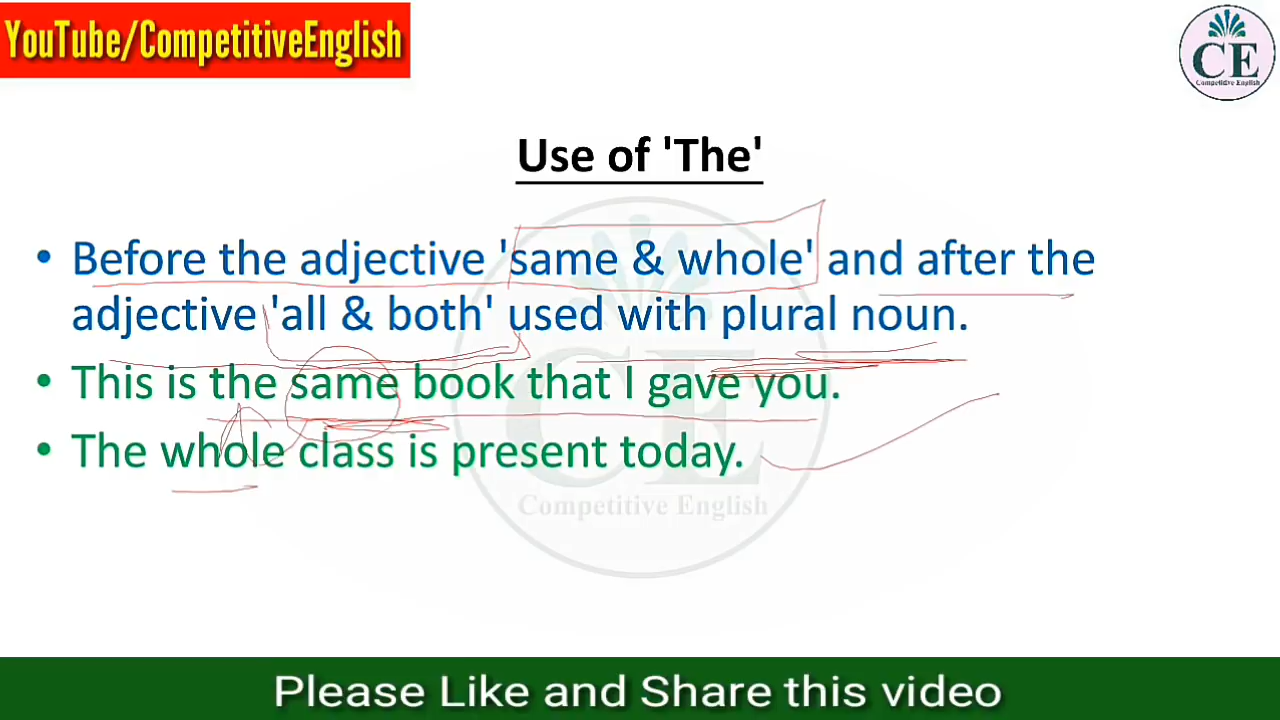 YouTube/CompetitiveEnglish
CE
Competitive English
Use of 'The'
• Before the adjective 'same & whole' and after the
adjective 'all & both' used with plural noun.
• This is the same book that I gave you.
• The whole class is present today.
CE
Competitive English
Please Like and Share this video